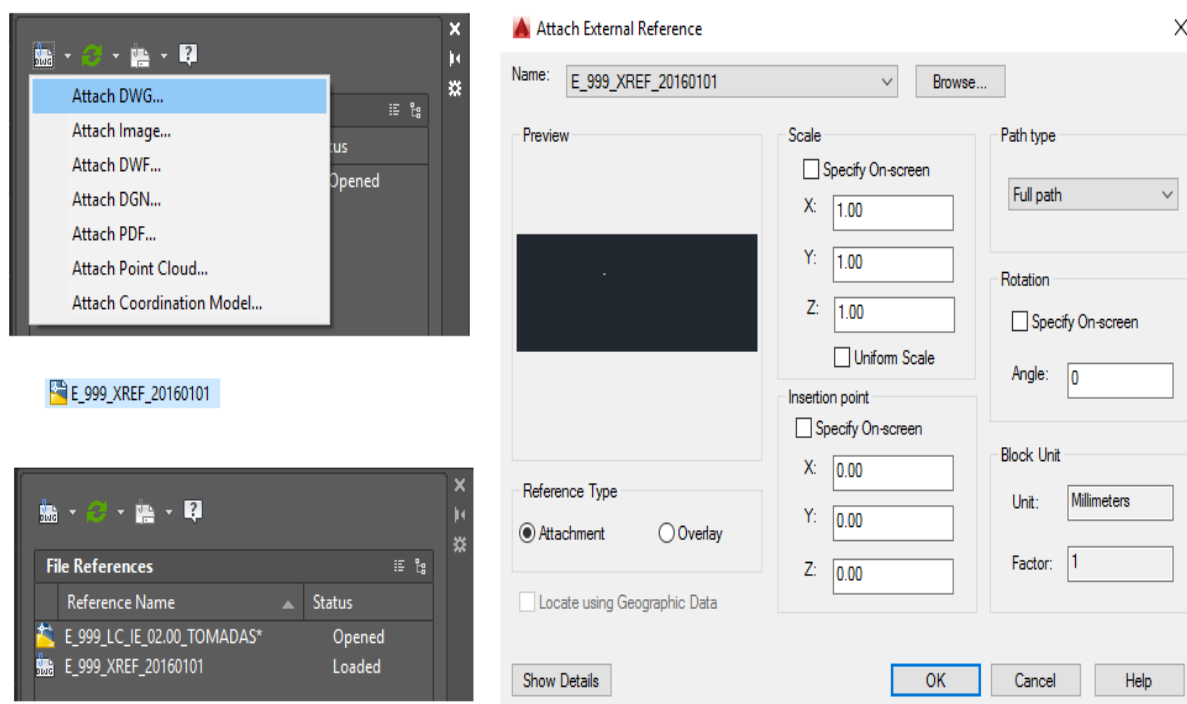 DWG
Attach DWG...
Attach Image...
Attach DWF...
Attach DGN...
Attach PDF...
Attach Point Cloud...
Attach Coordination Model...
tus
Opened
E_999_XREF_20160101
DWG
File References
Reference Name Status
E_999_LC_IE_02.00_TOMADAS* Opened
DWG E_999_XREF_20160101 Loaded
Attach External Reference
Name: E_999_XREF_20160101 Browse...
Preview
Reference Type
Attachment Overlay
Locate using Geographic Data
Show Details
Scale
Specify On-screen
X: 1.00
Y: 1.00
Z: 1.00
Uniform Scale
Insertion point
Specify On-screen
X: 0.00
Y: 0.00
Z: 0.00
Path type
Full path
Rotation
Specify On-screen
Angle: 0
Block Unit
Unit: Millimeters
Factor: 1
OK Cancel Help